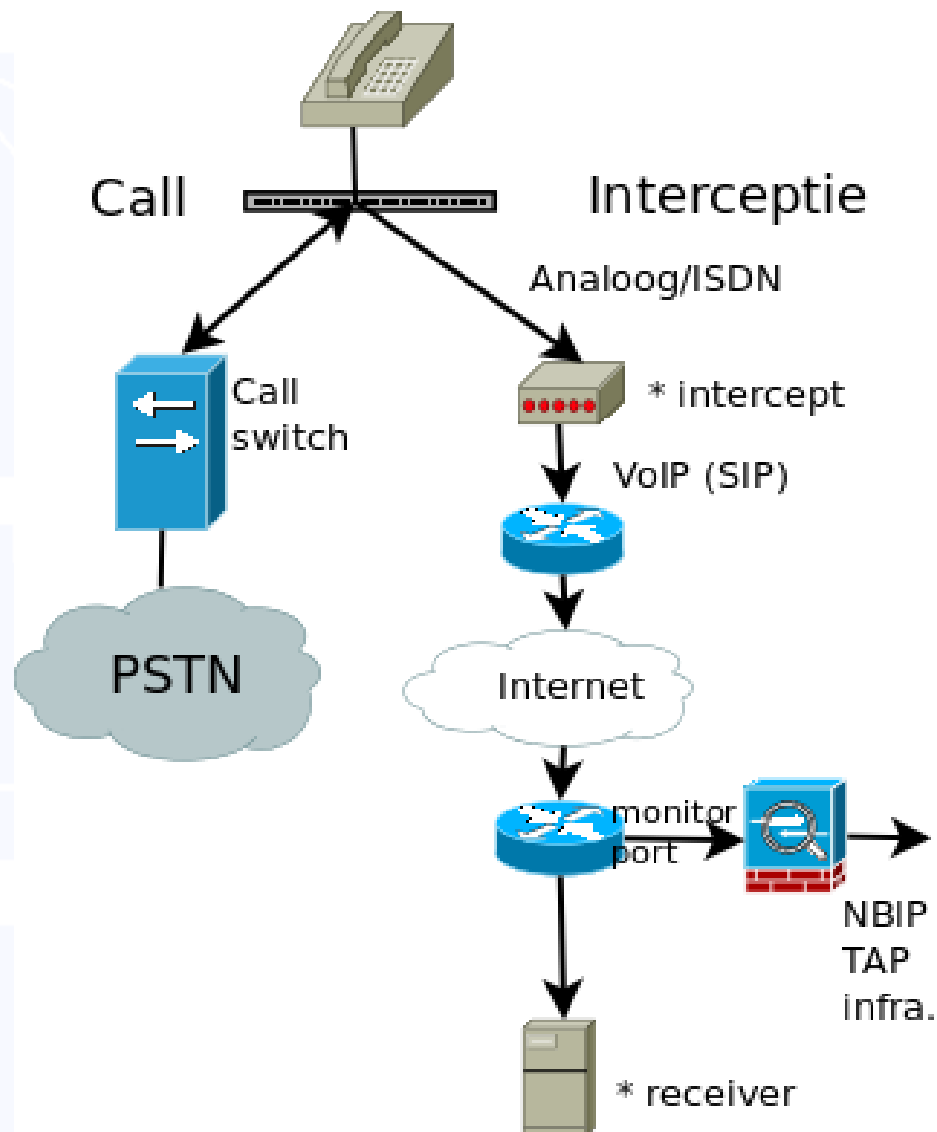 Call
Interceptie
Analoog/ISDN
Call
switch
* intercept
VoIP (SIP)
PSTN
Internet
monitor
port
NBIP
TAP
infra.
* receiver